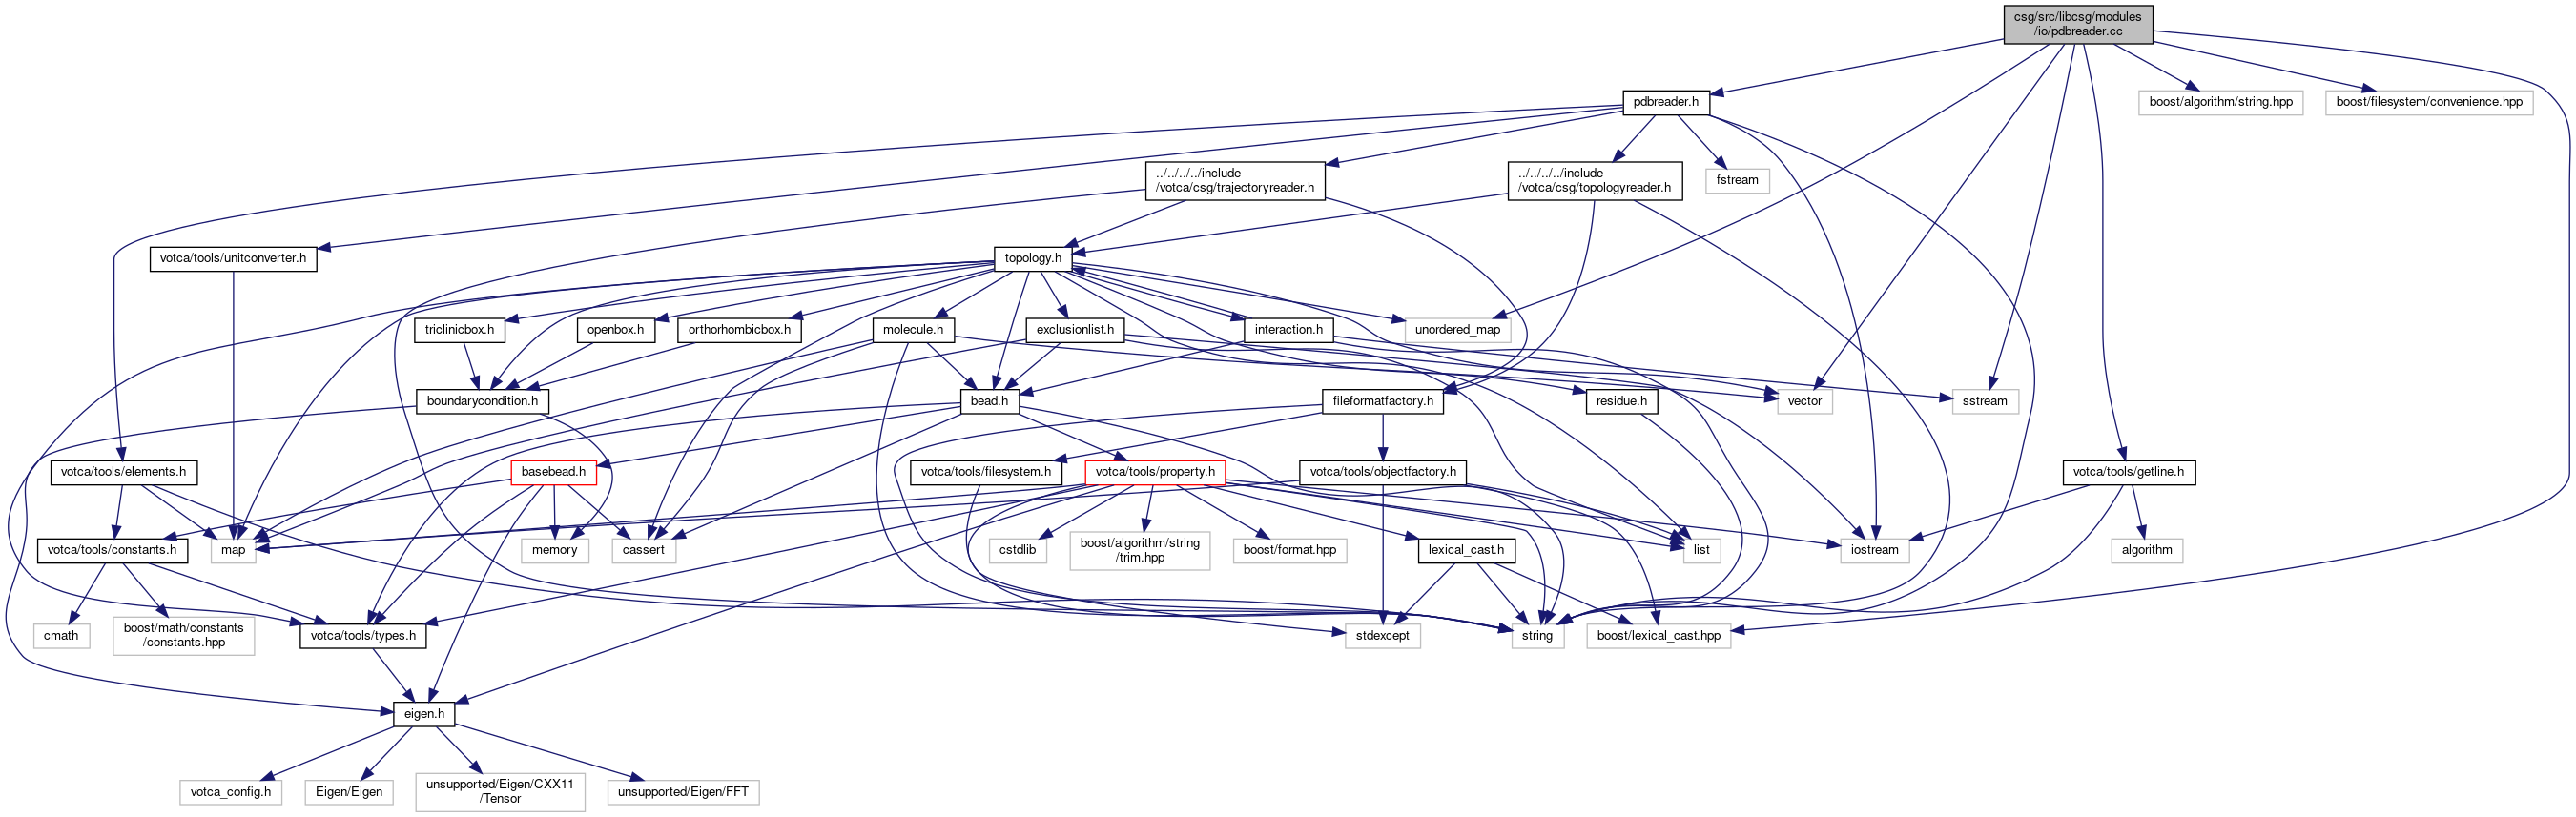 csg/src/libcsg/modules
/io/pdbreader.cc
pdbreader.h
boost/algorithm/string.hpp
boost/filesystem/convenience.hpp
../../../../include
/votca/csg/trajectoryreader.h
../../../../include
/votca/csg/topologyreader.h
fstream
votca/tools/unitconverter.h
topology.h
triclinicbox.h
openbox.h
orthorhombicbox.h
molecule.h
exclusionlist.h
interaction.h
unordered_map
boundarycondition.h
bead.h
fileformatfactory.h
residue.h
vector
sstream
votca/tools/elements.h
basebead.h
votca/tools/filesystem.h
votca/tools/property.h
votca/tools/objectfactory.h
votca/tools/getline.h
votca/tools/constants.h
map
memory
cassert
cstdlib
boost/algorithm/string
/trim.hpp
boost/format.hpp
lexical_cast.h
list
iostream
algorithm
cmath
boost/math/constants
/constants.hpp
votca/tools/types.h
stdexcept
string
boost/lexical_cast.hpp
eigen.h
votca_config.h
Eigen/Eigen
unsupported/Eigen/CXX11
/Tensor
unsupported/Eigen/FFT